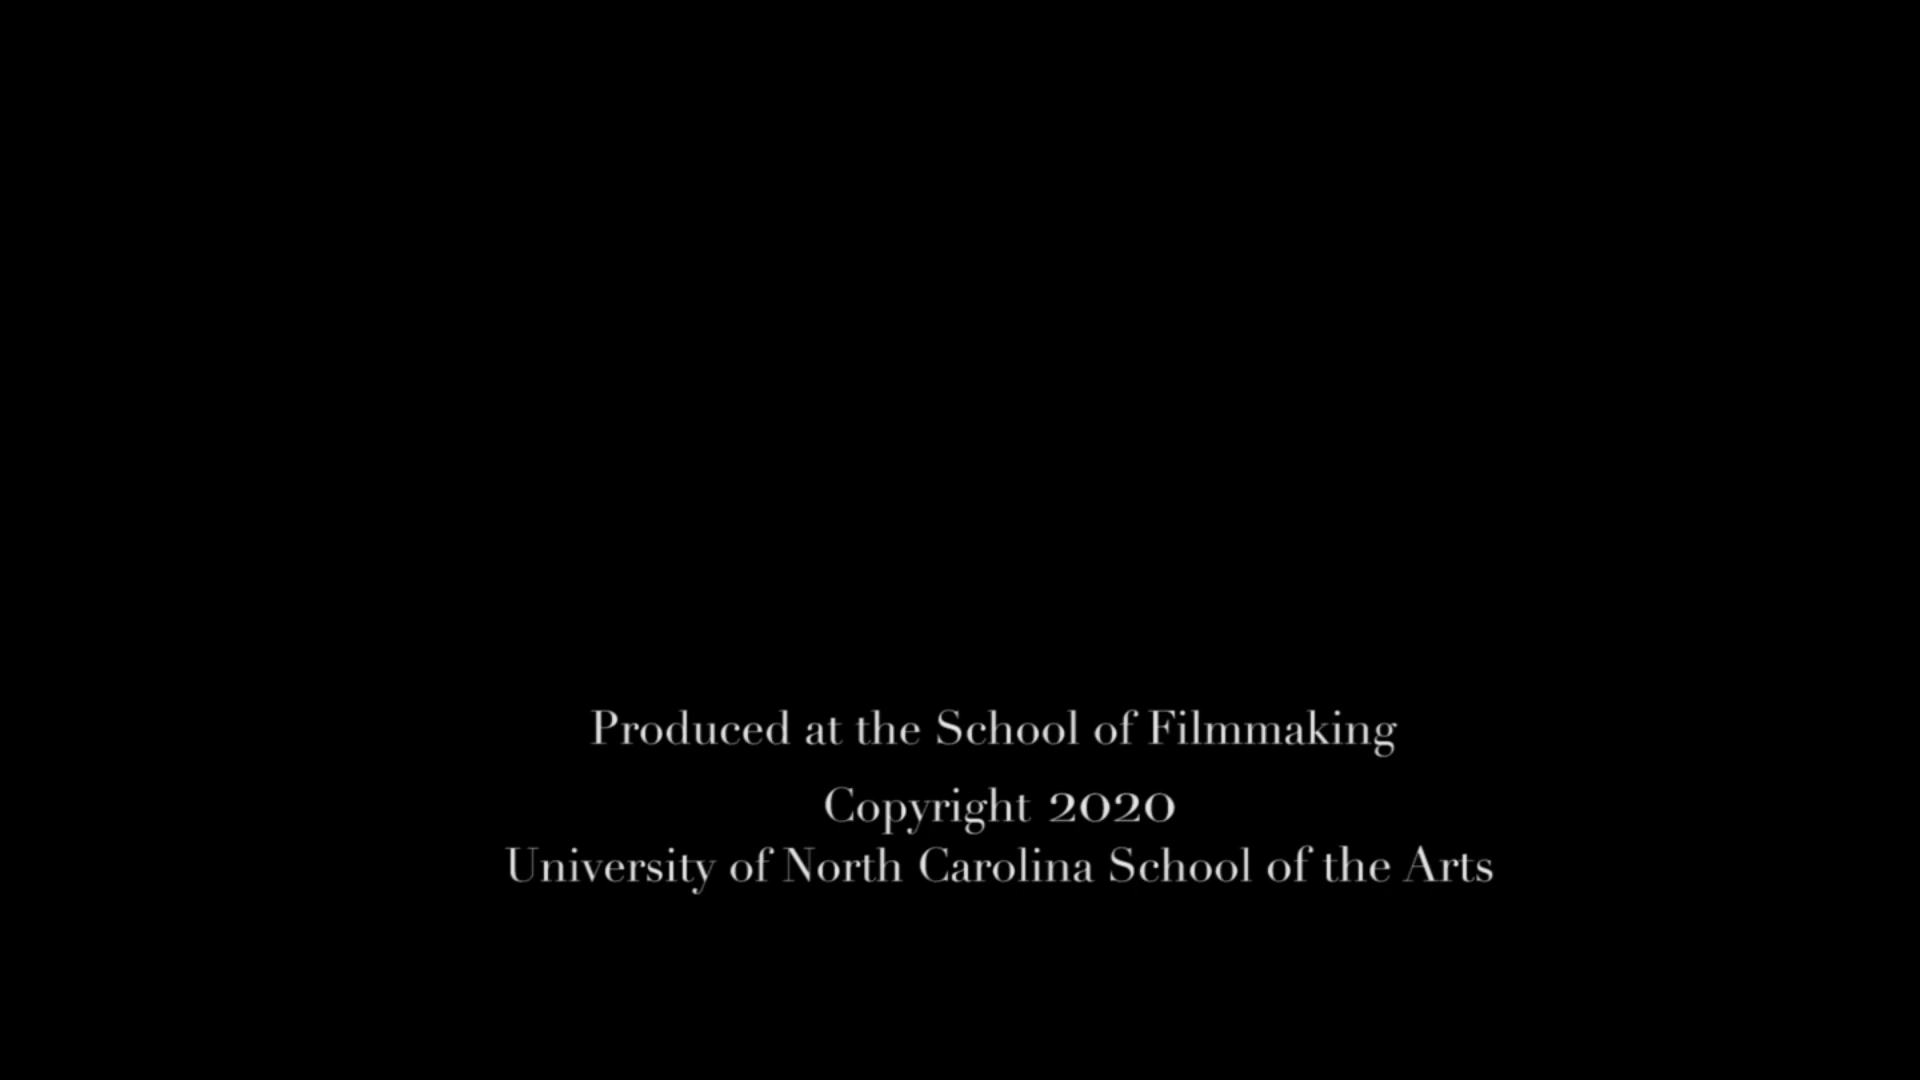 Produced at the School of Filmmaking
Copyright 2020
University of North Carolina School of the Arts